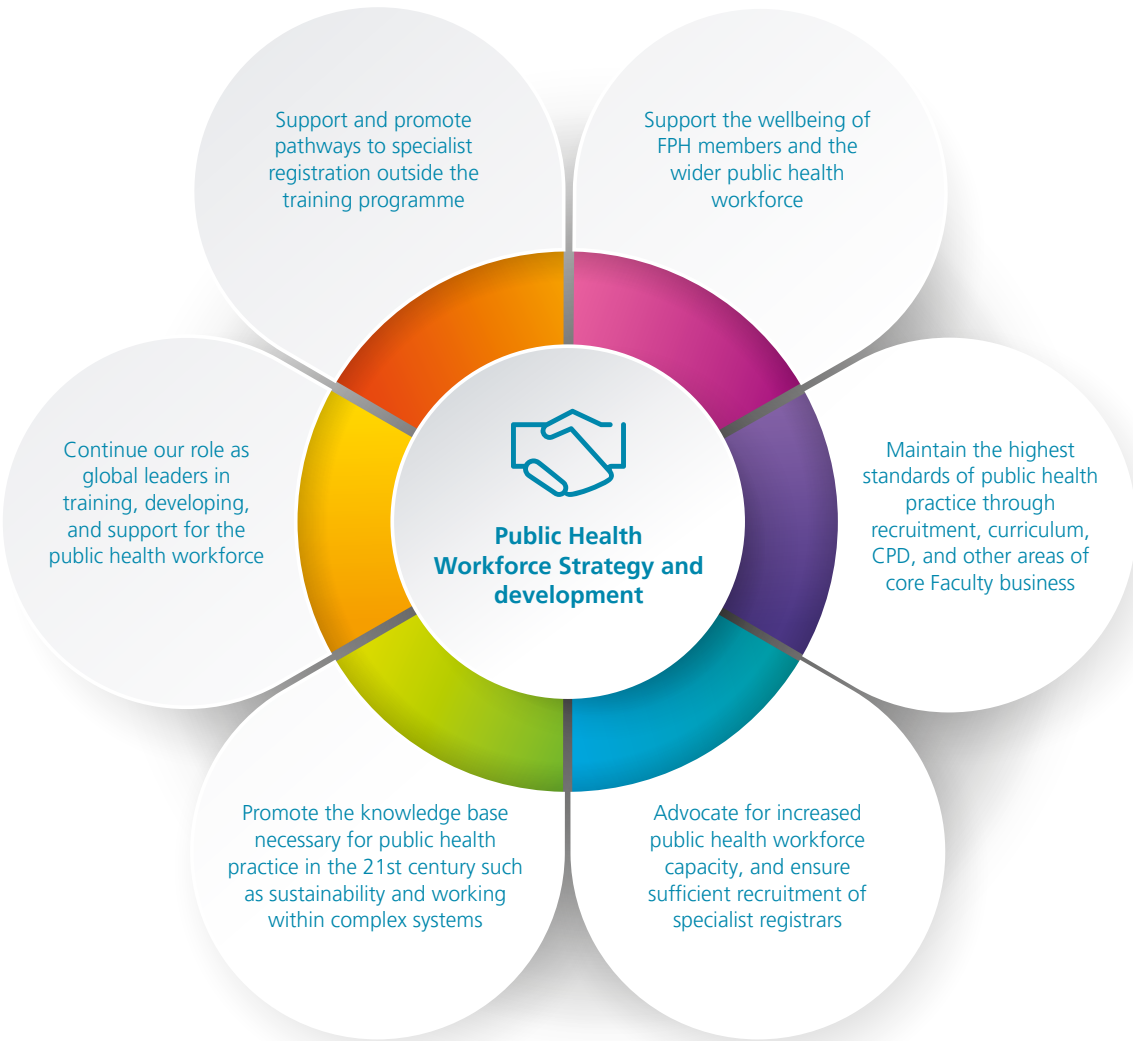 Support and promote
pathways to specialist
registration outside the
training programme
Support the wellbeing of
FPH members and the
wider public health
workforce
Continue our role as
global leaders in
training, developing,
and support for the
public health workforce
Public Health
Workforce Strategy and
development
Maintain the highest
standards of public health
practice through
recruitment, curriculum,
CPD, and other areas of
core Faculty business
Promote the knowledge base
necessary for public health
practice in the 21st century such
as sustainability and working
within complex systems
Advocate for increased
public health workforce
capacity, and ensure
sufficient recruitment of
specialist registrars